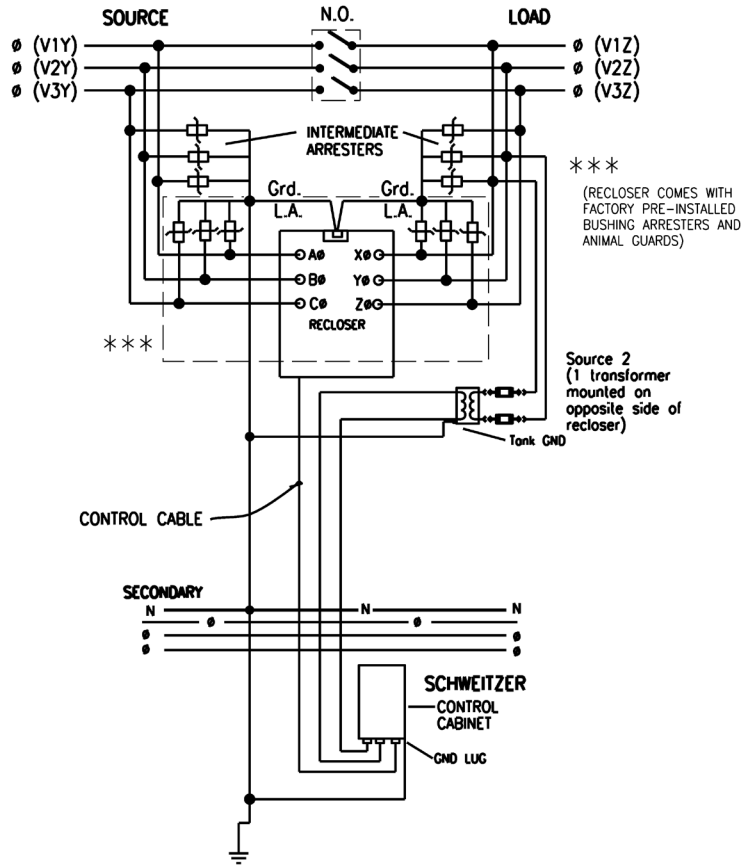 SOURCE N.O. LOAD
Ø (V1Y) Ø (V1Z)
Ø (V2Y) Ø (V2Z)
Ø (V3Y) Ø (V3Z)
INTERMEDIATE
ARRESTERS
***
(RECLOSER COMES WITH
FACTORY PRE-INSTALLED
BUSHING ARRESTERS AND
ANIMAL GUARDS)
Grd. Grd.
L.A. L.A.
AØ XØ
BØ YØ
CØ ZØ
RECLOSER
***
Source 2
(1 transformer
mounted on
opposite side of
recloser)
Tank GND
CONTROL CABLE
SECONDARY
N N N
Ø Ø
Ø Ø
Ø Ø
SCHWEITZER
CONTROL
CABINET
GND LUG